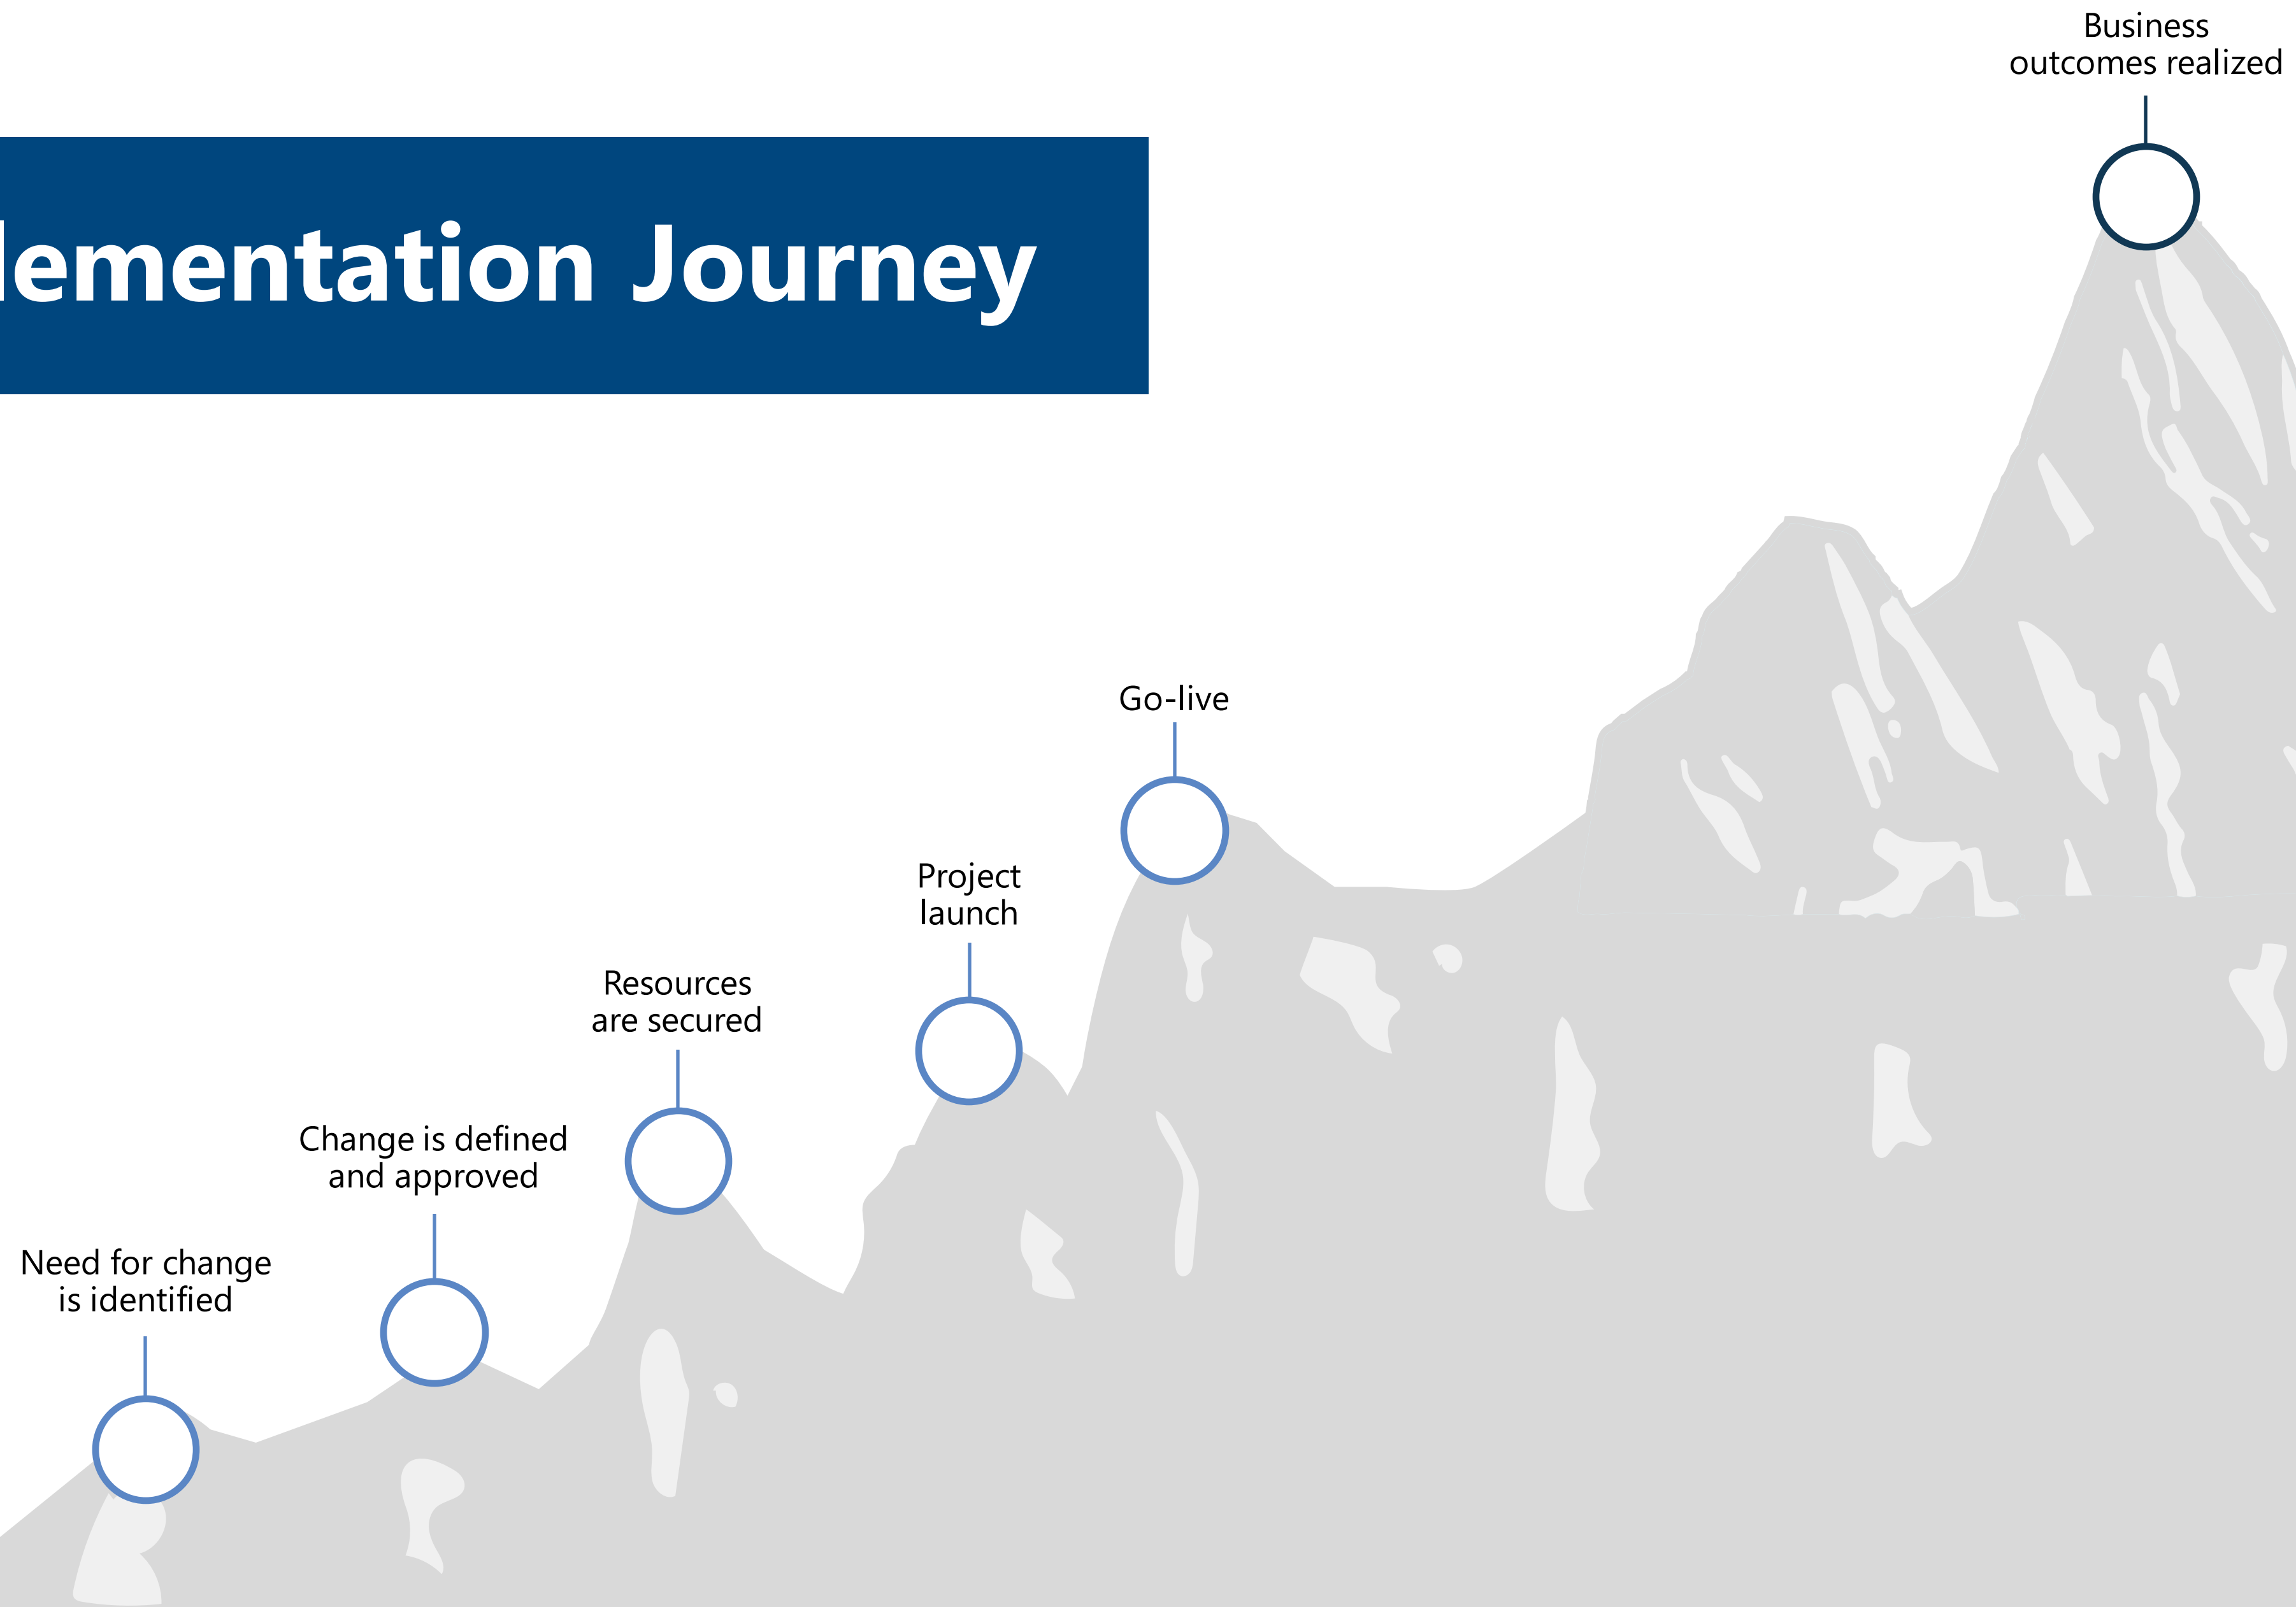 Business
outcomes realized
lementation Journey
Go-live
Project
launch
Resources
are secured
Change is defined
and approved
Need for change
is identified